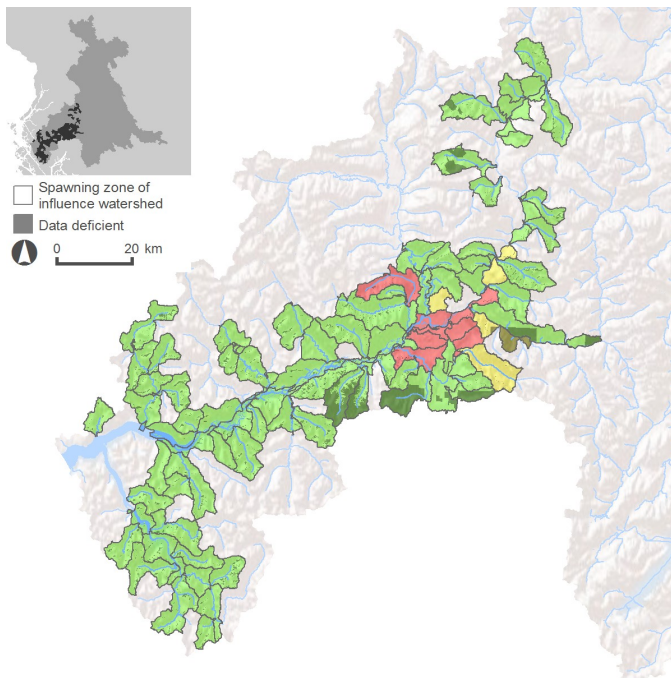 Spawning zone of
influence watershed
Data deficient
0 20 km